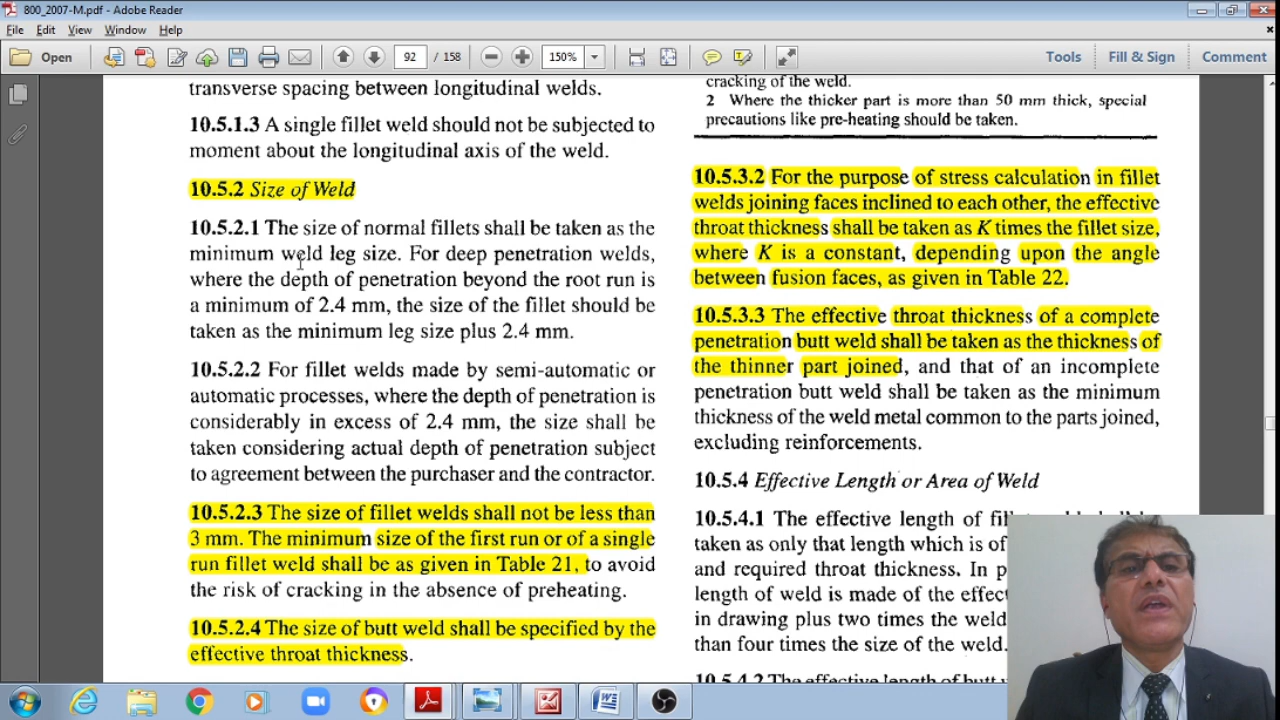 800_2007-M.pdf - Adobe Reader
File Edit View Window Help
Open
92 / 158
150%
Tools Fill & Sign Comment
transverse spacing between longitudinal welds.
10.5.1.3 A single fillet weld should not be subjected to
moment about the longitudinal axis of the weld.
10.5.2 Size of Weld
10.5.2.1 The size of normal fillets shall be taken as the
minimum weld leg size. For deep penetration welds,
where the depth of penetration beyond the root run is
a minimum of 2.4 mm, the size of the fillet should be
taken as the minimum leg size plus 2.4 mm.
10.5.2.2 For fillet welds made by semi-automatic or
automatic processes, where the depth of penetration is
considerably in excess of 2.4 mm, the size shall be
taken considering actual depth of penetration subject
to agreement between the purchaser and the contractor.
10.5.2.3 The size of fillet welds shall not be less than
3 mm. The minimum size of the first run or of a single
run fillet weld shall be as given in Table 21, to avoid
the risk of cracking in the absence of preheating.
10.5.2.4 The size of butt weld shall be specified by the
effective throat thickness.
cracking of the weld.
2 Where the thicker part is more than 50 mm thick, special
precautions like pre-heating should be taken.
10.5.3.2 For the purpose of stress calculation in fillet
welds joining faces inclined to each other, the effective
throat thickness shall be taken as K times the fillet size,
where K is a constant, depending upon the angle
between fusion faces, as given in Table 22.
10.5.3.3 The effective throat thickness of a complete
penetration butt weld shall be taken as the thickness of
the thinner part joined, and that of an incomplete
penetration butt weld shall be taken as the minimum
thickness of the weld metal common to the parts joined,
excluding reinforcements.
10.5.4 Effective Length or Area of Weld
10.5.4.1 The effective length of
taken as only that length which is of
and required throat thickness. In
length of weld is made of the
in drawing plus two times the weld
than four times the size of the weld.
10.5.4.2 The effective length of butt